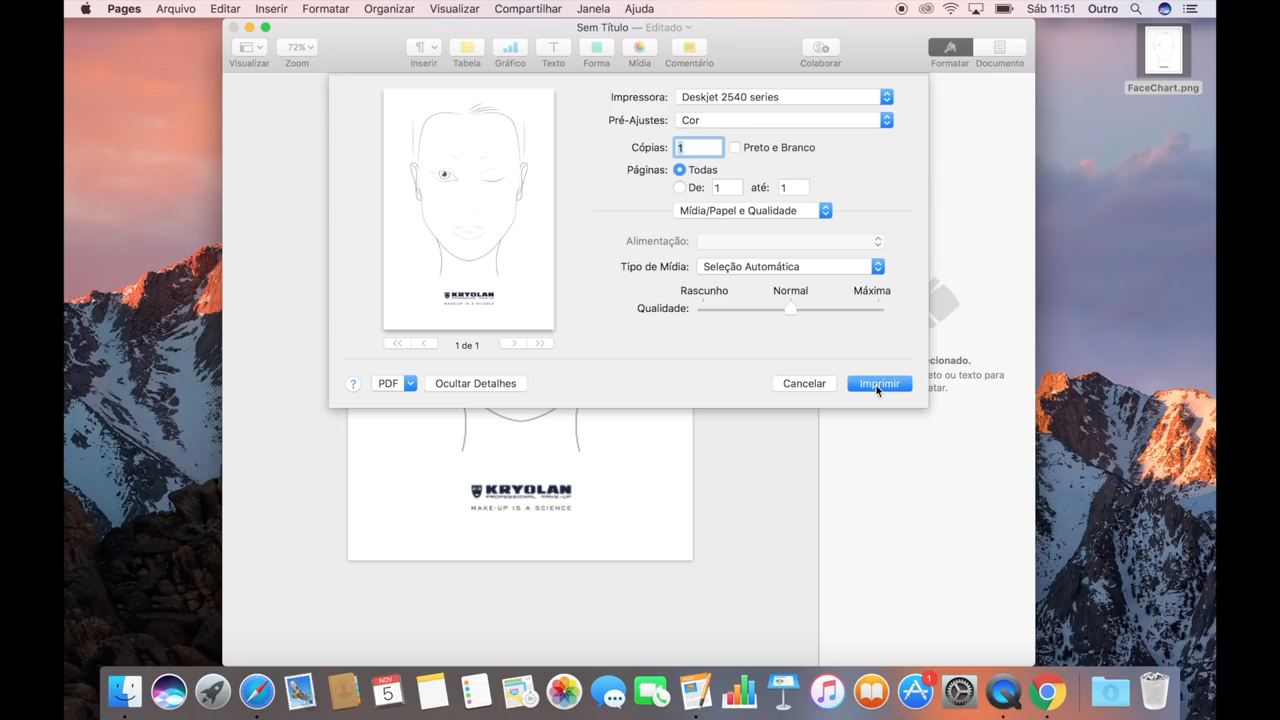 Pages Arquivo Editar Inserir Formatar Organizar Visualizar Compartilhar Janela Ajuda Sáb 11:51 Outro
Sem Título — Editado
72%
Visualizar Zoom Inserir Tabela Gráfico Texto Forma Mídia Comentário Colaborar Formatar Documento
FaceChart.png
Impressora: Deskjet 2540 series
Pré-Ajustes: Cor
Cópias: 1 Preto e Branco
Páginas: Todas
De: 1 até: 1
Mídia/Papel e Qualidade
Alimentação:
Tipo de Mídia: Seleção Automática
Rascunho Normal Máxima
Qualidade:
KRYOLAN
PROFESSIONAL MAKE-UP
MAKE-UP IS A SCIENCE
1 de 1
? PDF Ocultar Detalhes Cancelar Imprimir
cionado.
eto ou texto para
atar.
KRYOLAN
PROFESSIONAL MAKE-UP
MAKE-UP IS A SCIENCE
NOV
5
1